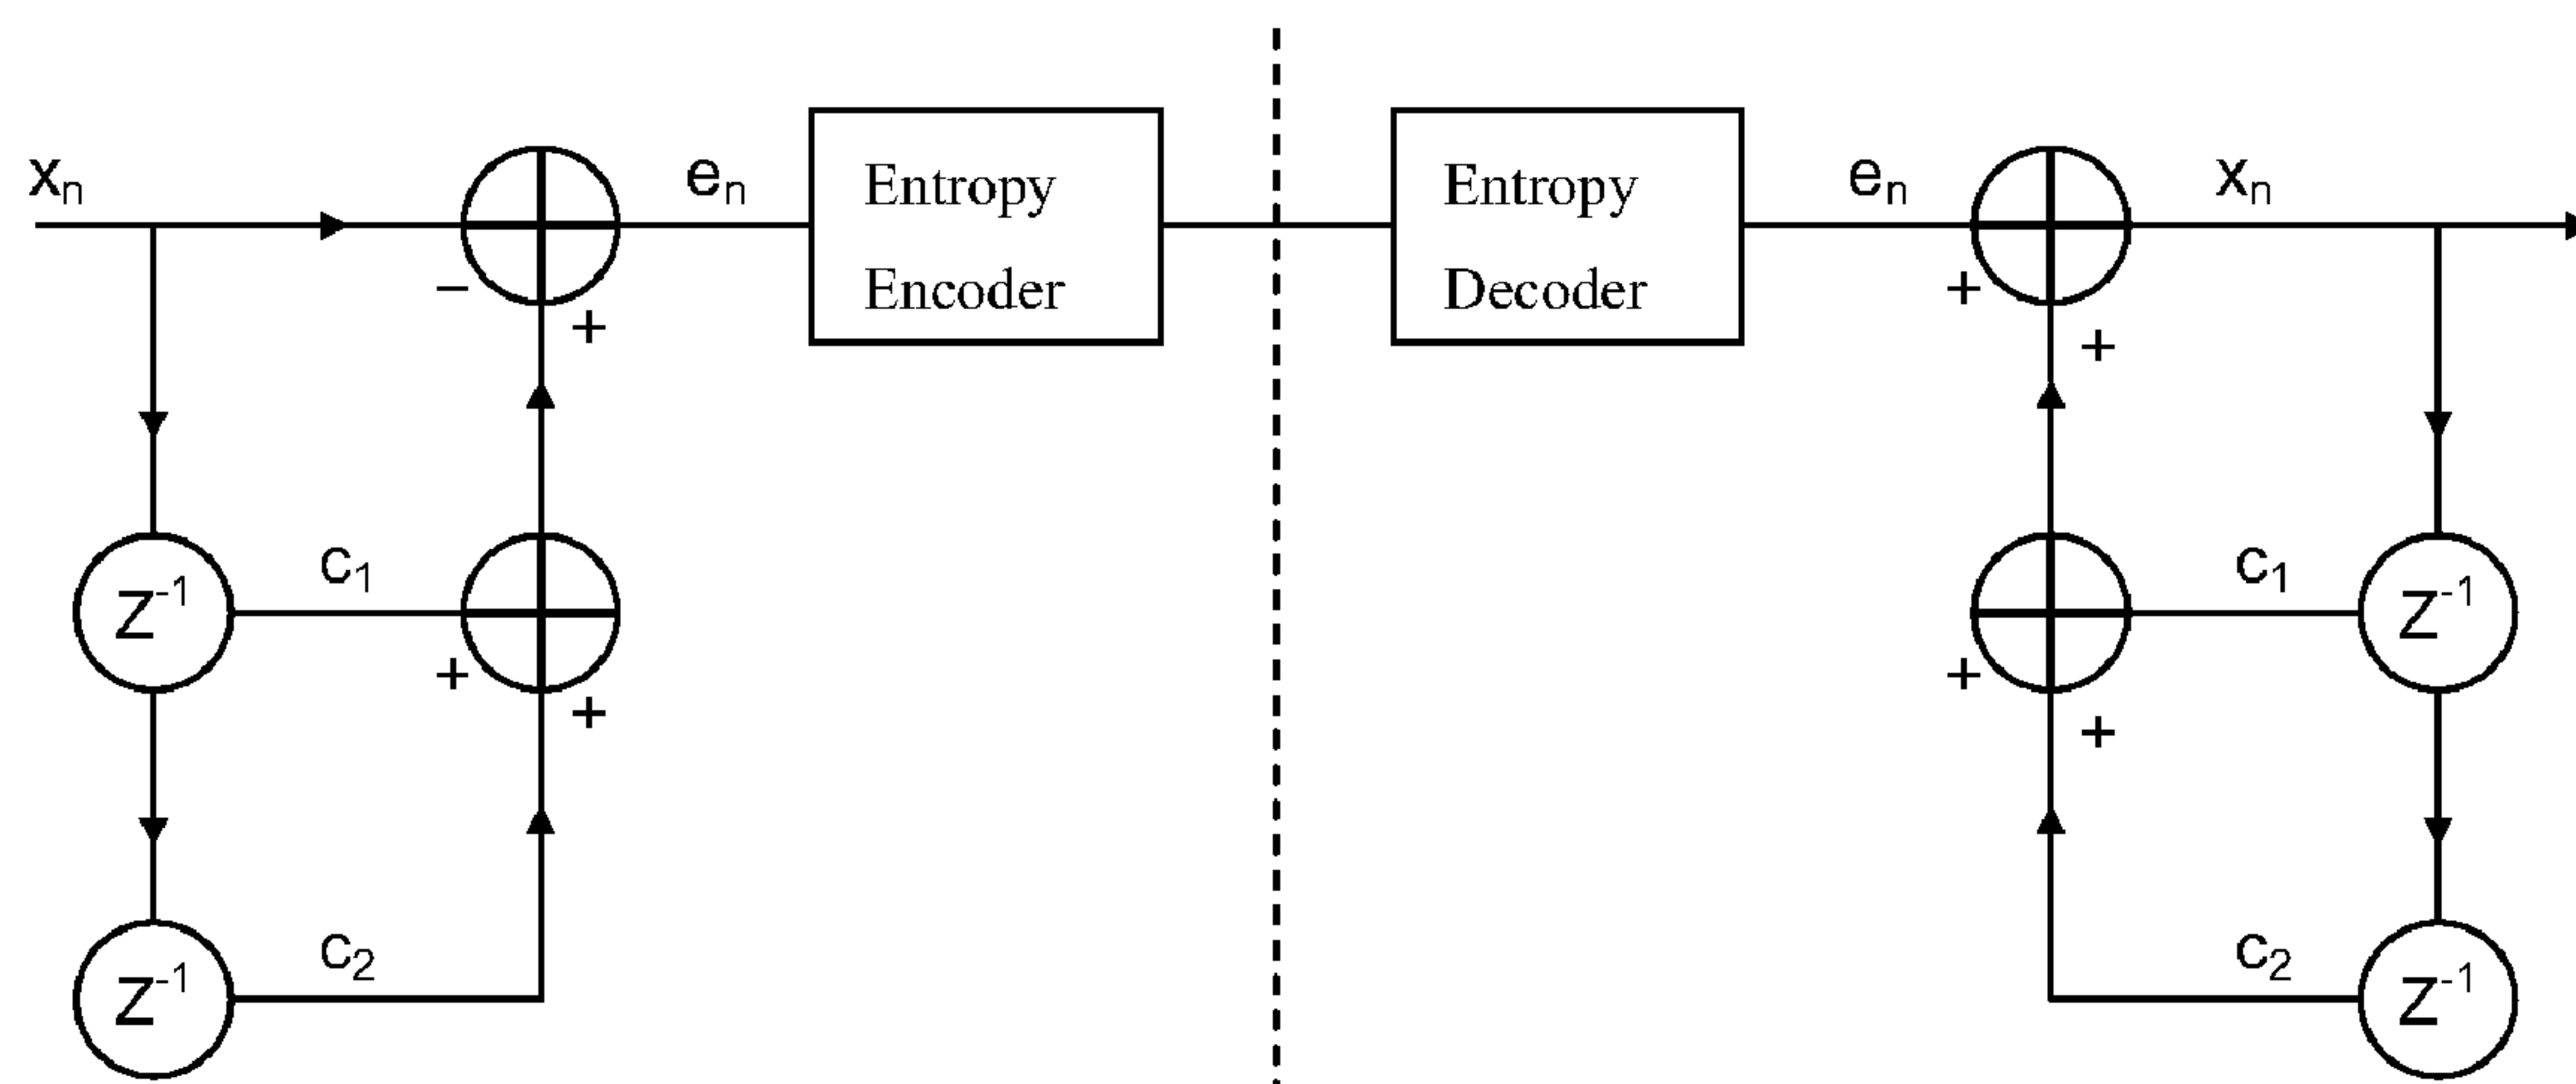 xₙ
−
+
eₙ
Entropy
Encoder
Entropy
Decoder
eₙ
+
+
xₙ
Z⁻¹
c₁
+
+
+
+
c₁
Z⁻¹
Z⁻¹
c₂
c₂
Z⁻¹